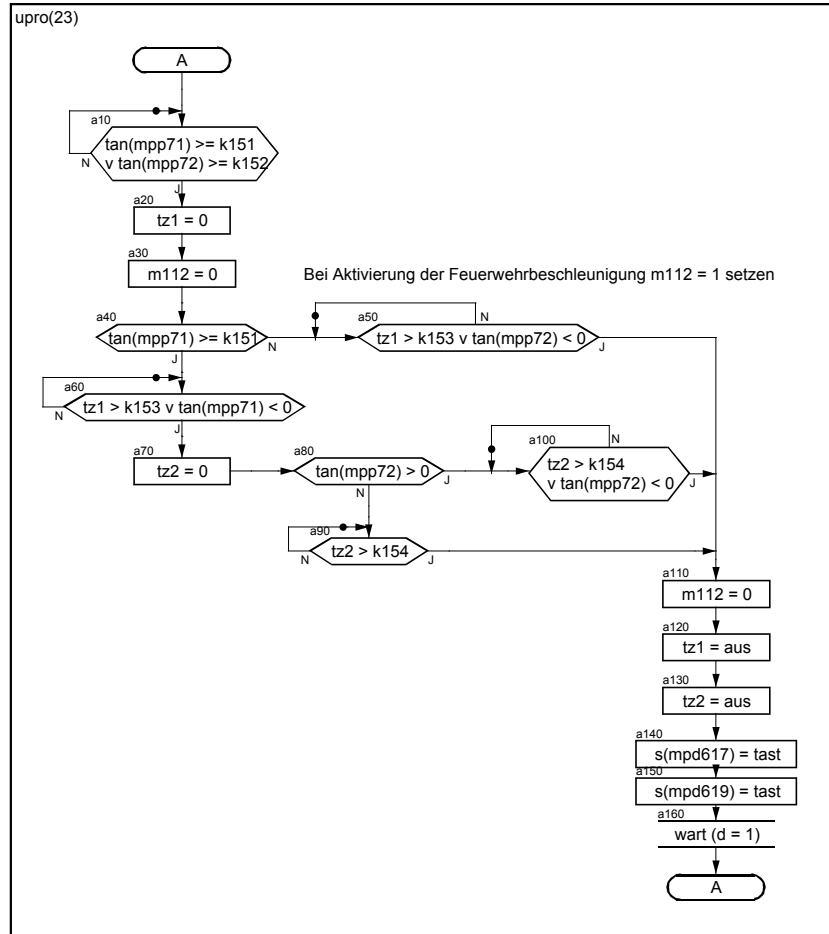 upro(23)
A
a10
tan(mpp71) >= k151
v tan(mpp72) >= k152
N
J
a20
tz1 = 0
a30
m112 = 0
Bei Aktivierung der Feuerwehrbeschleunigung m112 = 1 setzen
a40
tan(mpp71) >= k151
N
J
a50
N
tz1 > k153 v tan(mpp72) < 0
J
a60
tz1 > k153 v tan(mpp71) < 0
N
J
a70
tz2 = 0
a80
tan(mpp72) > 0
J
N
a100
N
tz2 > k154
v tan(mpp72) < 0
J
a90
tz2 > k154
N
J
a110
m112 = 0
a120
tz1 = aus
a130
tz2 = aus
a140
s(mpd617) = tast
a150
s(mpd619) = tast
a160
wart (d = 1)
A